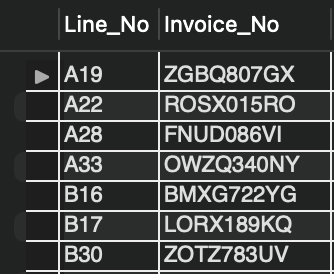 Line_No Invoice_No
A19 ZGBQ807GX
A22 ROSX015RO
A28 FNUD086VI
A33 OWZQ340NY
B16 BMXG722YG
B17 LORX189KQ
B30 ZOTZ783UV